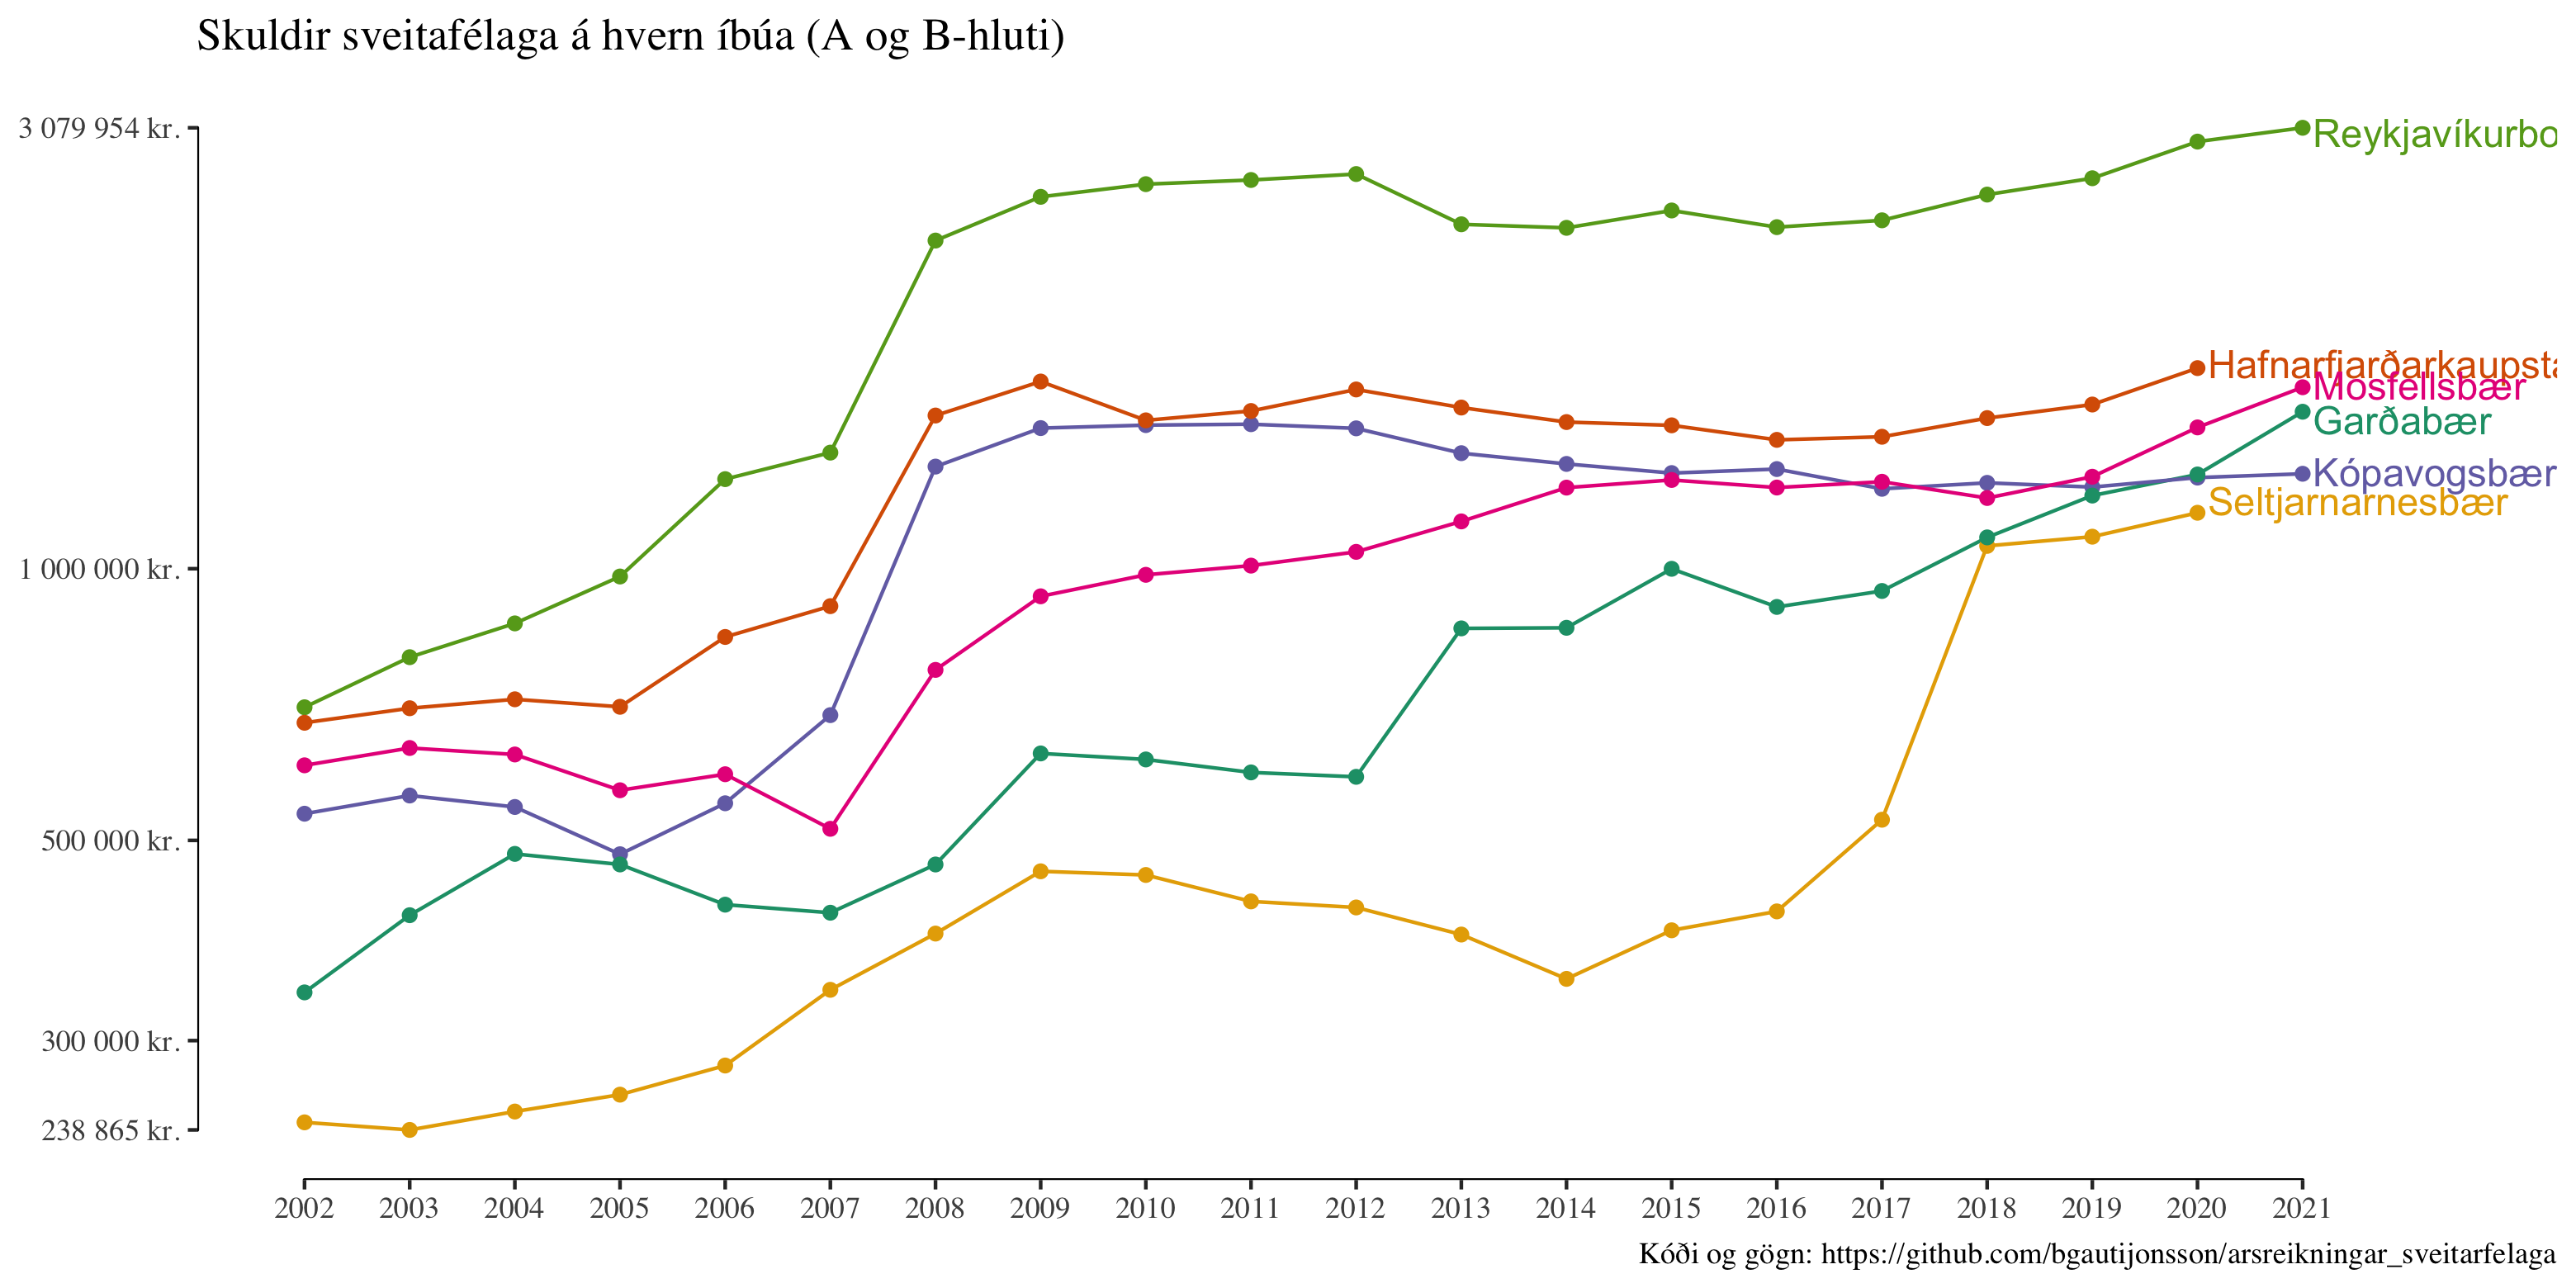 Skuldir sveitafélaga á hvern íbúa (A og B-hluti)
3 079 954 kr.
1 000 000 kr.
500 000 kr.
300 000 kr.
238 865 kr.
Reykjavíkurbo
Hafnarfjarðarkaupsta
Mosfellsbær
Garðabær
Kópavogsbær
Seltjarnarnesbær
2002 2003 2004 2005 2006 2007 2008 2009 2010 2011 2012 2013 2014 2015 2016 2017 2018 2019 2020 2021
Kóði og gögn: https://github.com/bgautijonsson/arsreikningar_sveitarfelaga